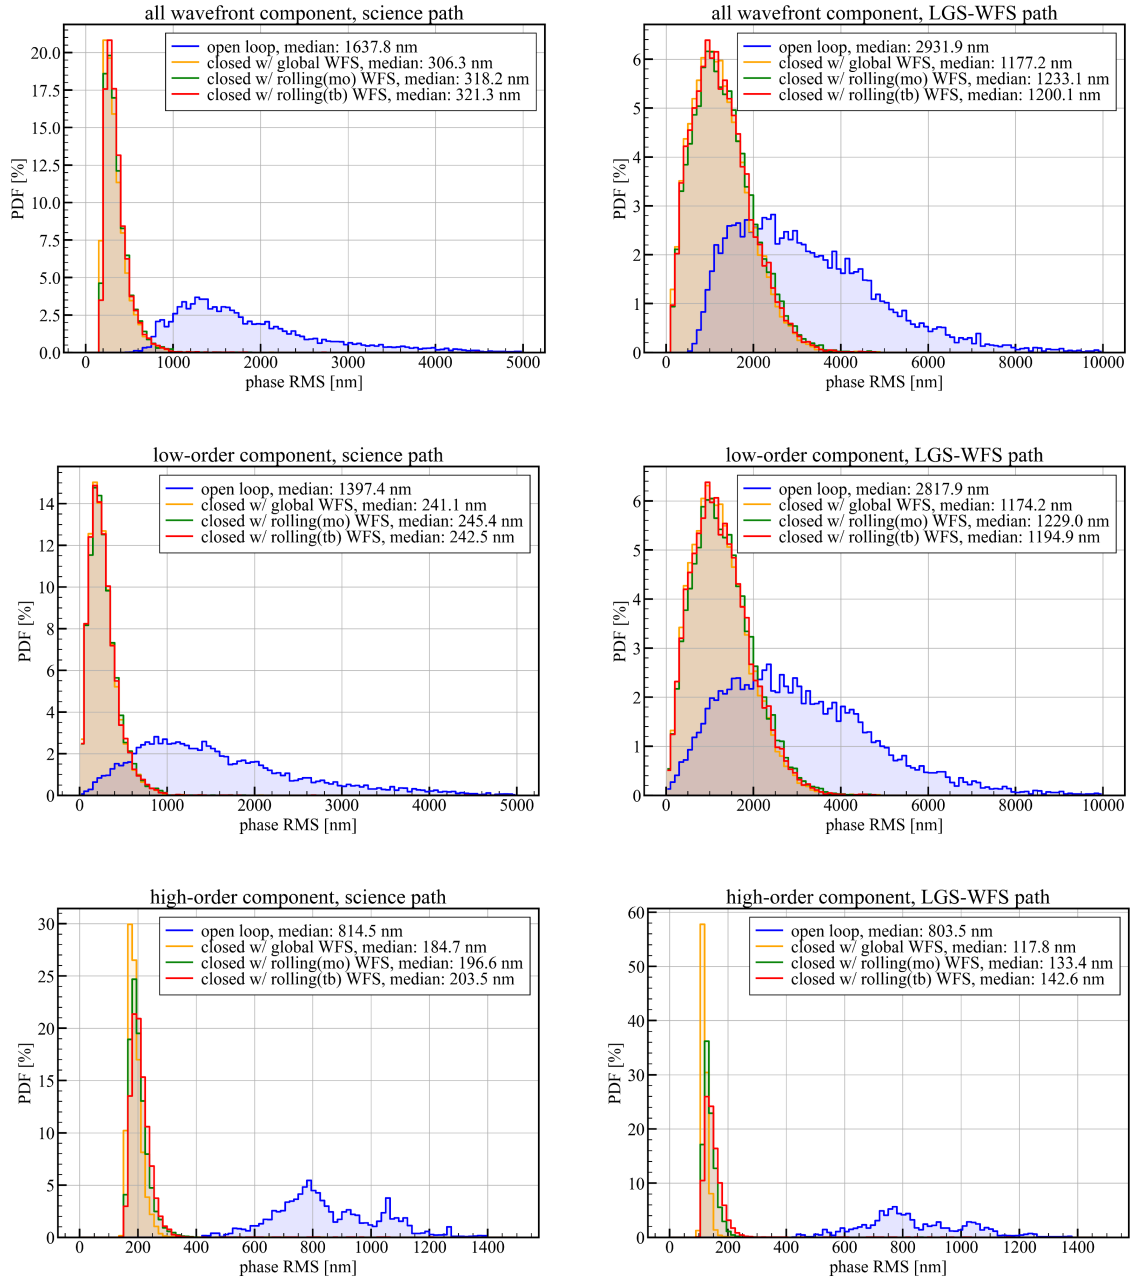 all wavefront component, science path
open loop, median: 1637.8 nm
closed w/ global WFS, median: 306.3 nm
closed w/ rolling(mo) WFS, median: 318.2 nm
closed w/ rolling(tb) WFS, median: 321.3 nm
PDF [%]
20.0
17.5
15.0
12.5
10.0
7.5
5.0
2.5
0.0
0 1000 2000 3000 4000 5000
phase RMS [nm]
all wavefront component, LGS-WFS path
open loop, median: 2931.9 nm
closed w/ global WFS, median: 1177.2 nm
closed w/ rolling(mo) WFS, median: 1233.1 nm
closed w/ rolling(tb) WFS, median: 1200.1 nm
PDF [%]
6
5
4
3
2
1
0
0 2000 4000 6000 8000 10000
phase RMS [nm]
low-order component, science path
open loop, median: 1397.4 nm
closed w/ global WFS, median: 241.1 nm
closed w/ rolling(mo) WFS, median: 245.4 nm
closed w/ rolling(tb) WFS, median: 242.5 nm
PDF [%]
14
12
10
8
6
4
2
0
0 1000 2000 3000 4000 5000
phase RMS [nm]
low-order component, LGS-WFS path
open loop, median: 2817.9 nm
closed w/ global WFS, median: 1174.2 nm
closed w/ rolling(mo) WFS, median: 1229.0 nm
closed w/ rolling(tb) WFS, median: 1194.9 nm
PDF [%]
6
5
4
3
2
1
0
0 2000 4000 6000 8000 10000
phase RMS [nm]
high-order component, science path
open loop, median: 814.5 nm
closed w/ global WFS, median: 184.7 nm
closed w/ rolling(mo) WFS, median: 196.6 nm
closed w/ rolling(tb) WFS, median: 203.5 nm
PDF [%]
30
25
20
15
10
5
0
0 200 400 600 800 1000 1200 1400
phase RMS [nm]
high-order component, LGS-WFS path
open loop, median: 803.5 nm
closed w/ global WFS, median: 117.8 nm
closed w/ rolling(mo) WFS, median: 133.4 nm
closed w/ rolling(tb) WFS, median: 142.6 nm
PDF [%]
60
50
40
30
20
10
0
0 200 400 600 800 1000 1200 1400
phase RMS [nm]